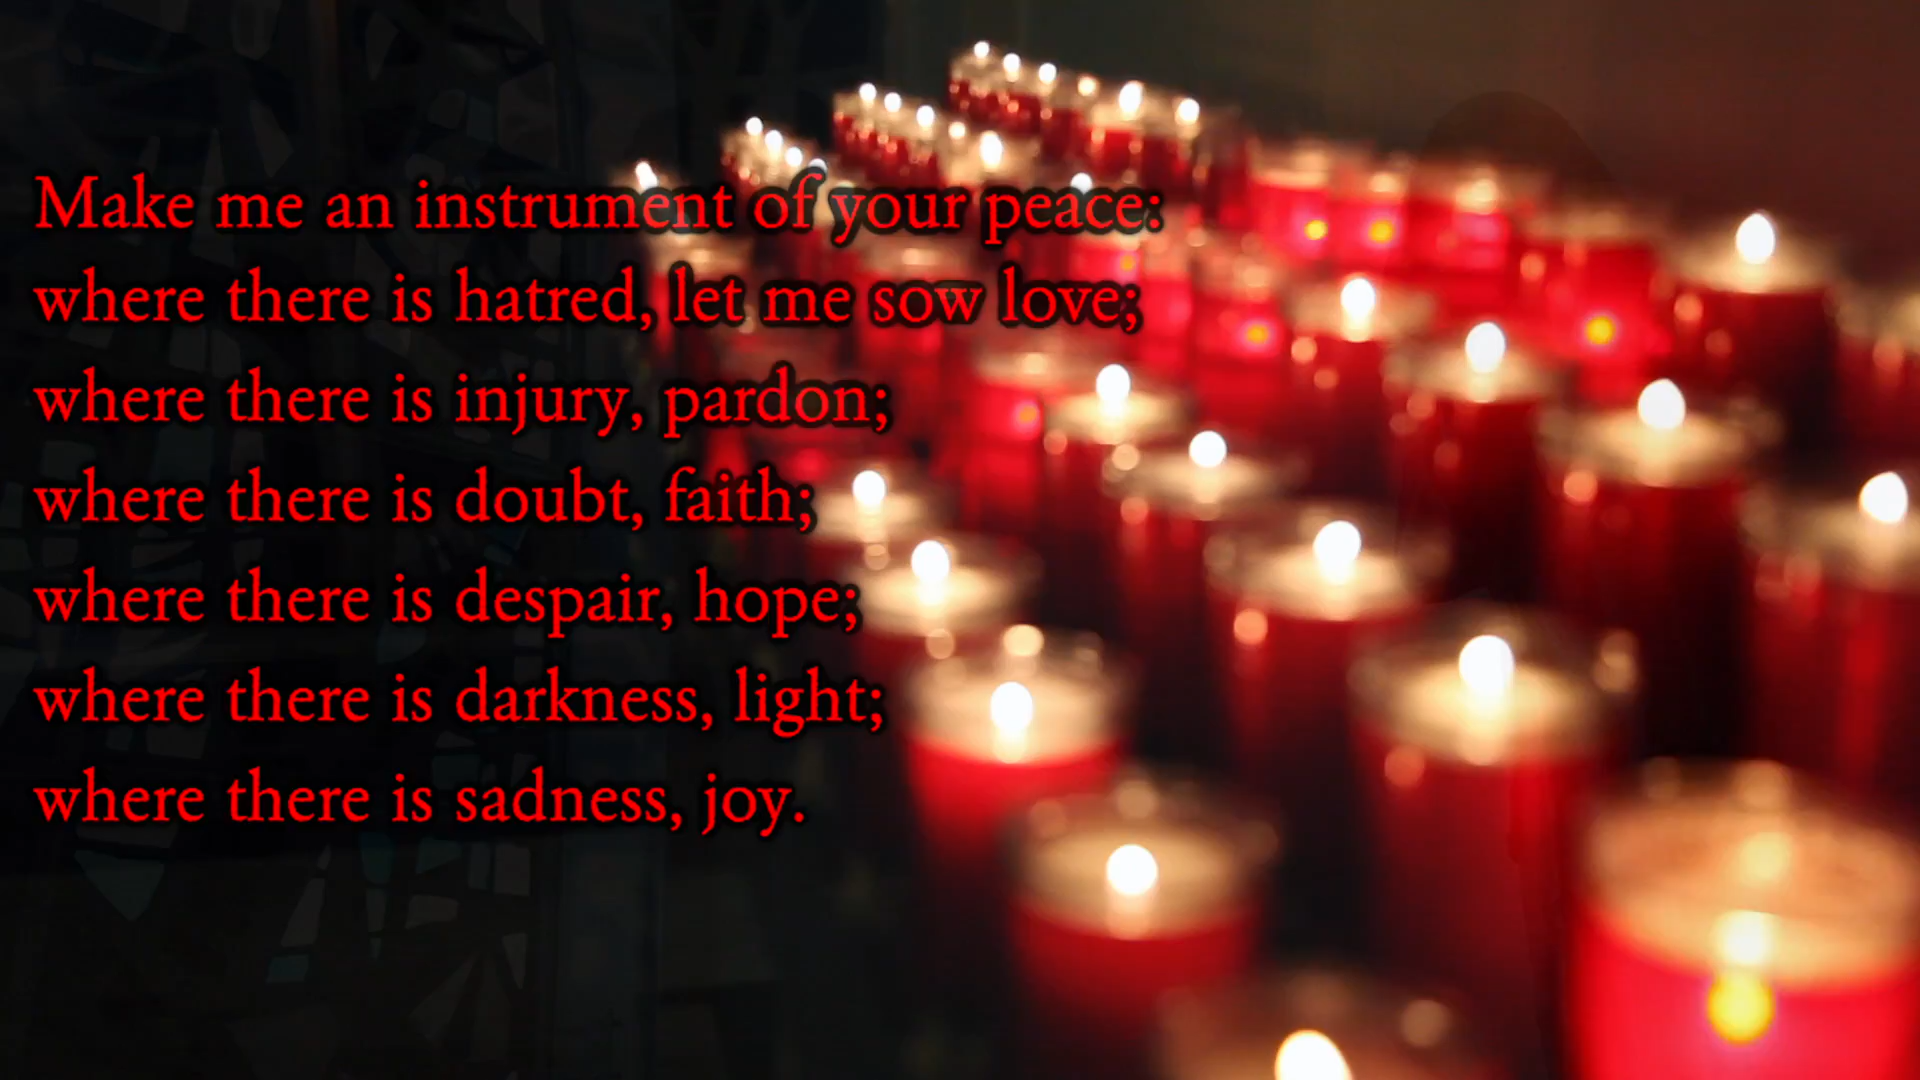 Make me an instrument of your peace:
where there is hatred, let me sow love;
where there is injury, pardon;
where there is doubt, faith;
where there is despair, hope;
where there is darkness, light;
where there is sadness, joy.